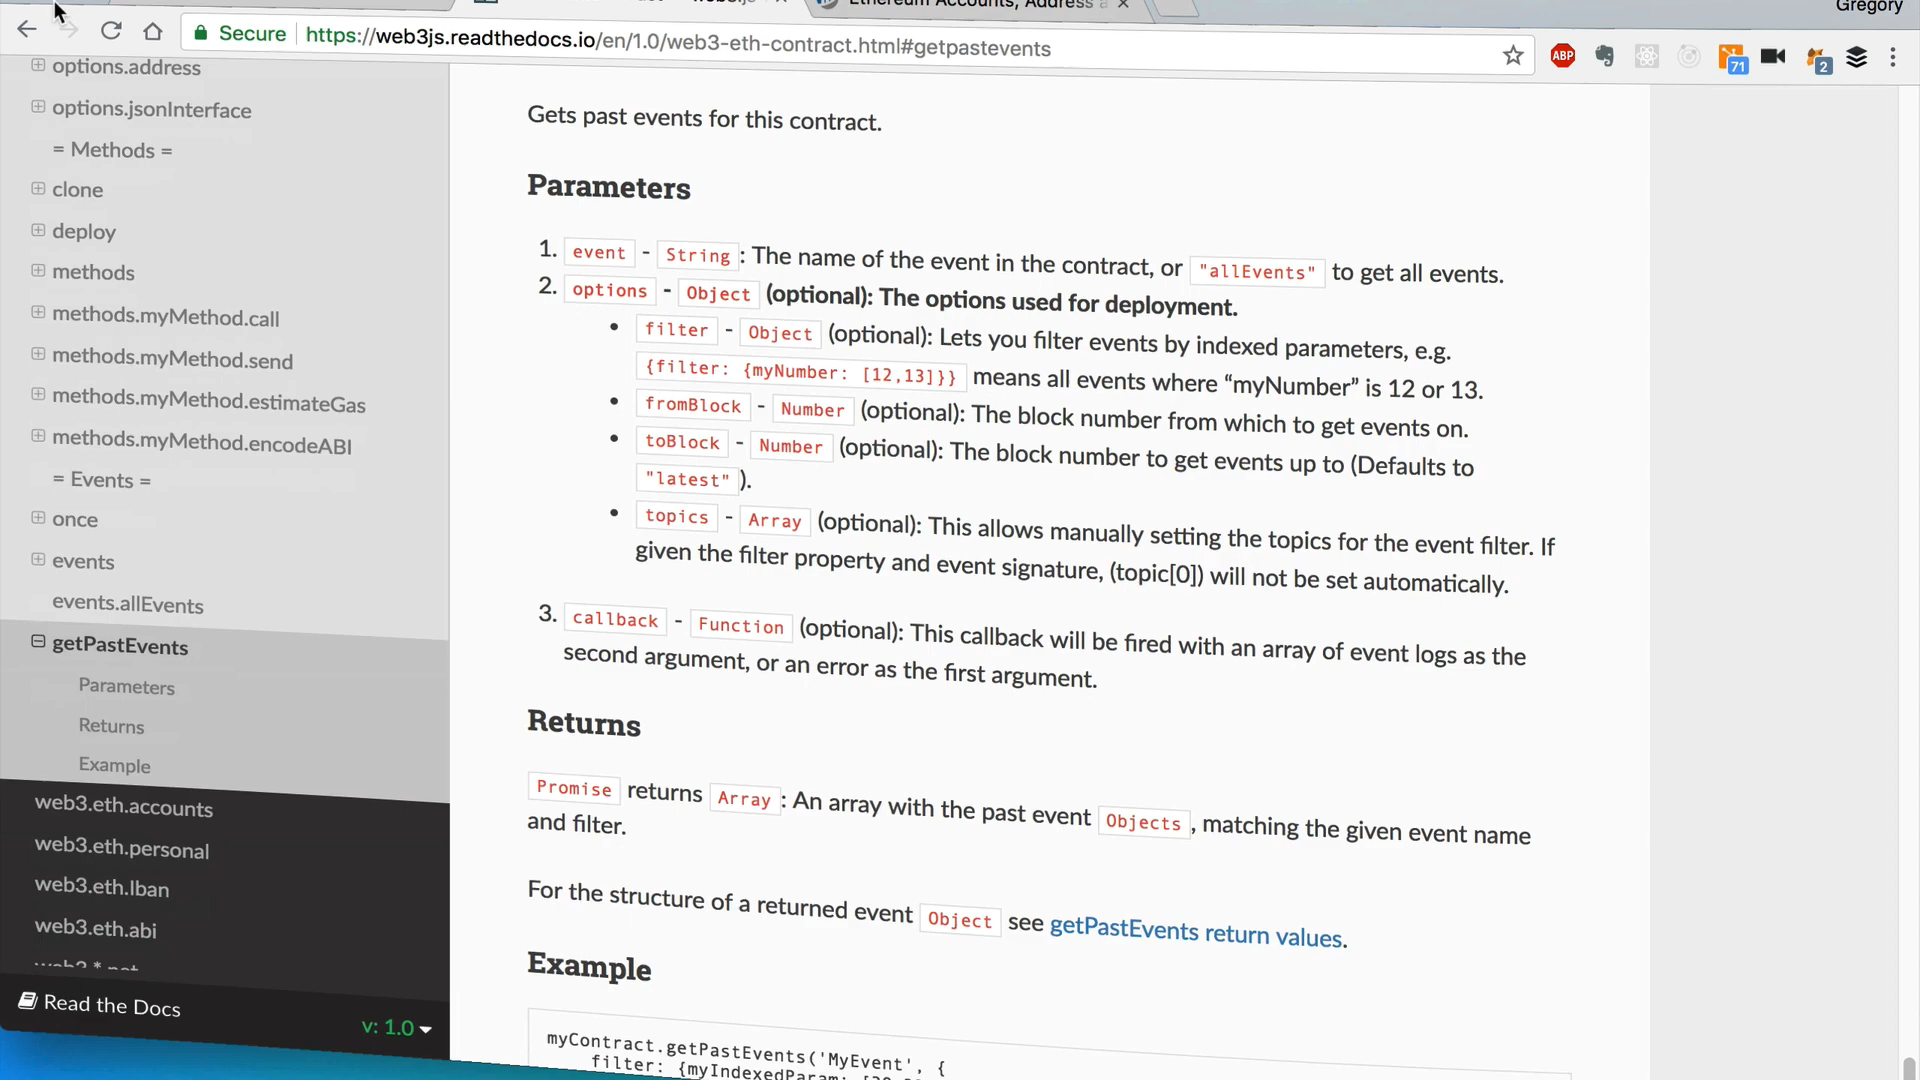 Ethereum Accounts, Address a
Gregory
Secure https://web3js.readthedocs.io/en/1.0/web3-eth-contract.html#getpastevents
ABP
71
2
options.address
options.jsonInterface
= Methods =
clone
deploy
methods
methods.myMethod.call
methods.myMethod.send
methods.myMethod.estimateGas
methods.myMethod.encodeABI
= Events =
once
events
events.allEvents
getPastEvents
Parameters
Returns
Example
web3.eth.accounts
web3.eth.personal
web3.eth.Iban
web3.eth.abi
web3.*.net
Read the Docs
v: 1.0
Gets past events for this contract.
Parameters
1. event - String : The name of the event in the contract, or "allEvents" to get all events.
2. options - Object (optional): The options used for deployment.
• filter - Object (optional): Lets you filter events by indexed parameters, e.g.
{filter: {myNumber: [12,13]}} means all events where “myNumber” is 12 or 13.
• fromBlock - Number (optional): The block number from which to get events on.
• toBlock - Number (optional): The block number to get events up to (Defaults to
"latest" ).
• topics - Array (optional): This allows manually setting the topics for the event filter. If
given the filter property and event signature, (topic[0]) will not be set automatically.
3. callback - Function (optional): This callback will be fired with an array of event logs as the
second argument, or an error as the first argument.
Returns
Promise returns Array : An array with the past event Objects , matching the given event name
and filter.
For the structure of a returned event Object see getPastEvents return values.
Example
myContract.getPastEvents('MyEvent', {
filter: {myIndexedParam: